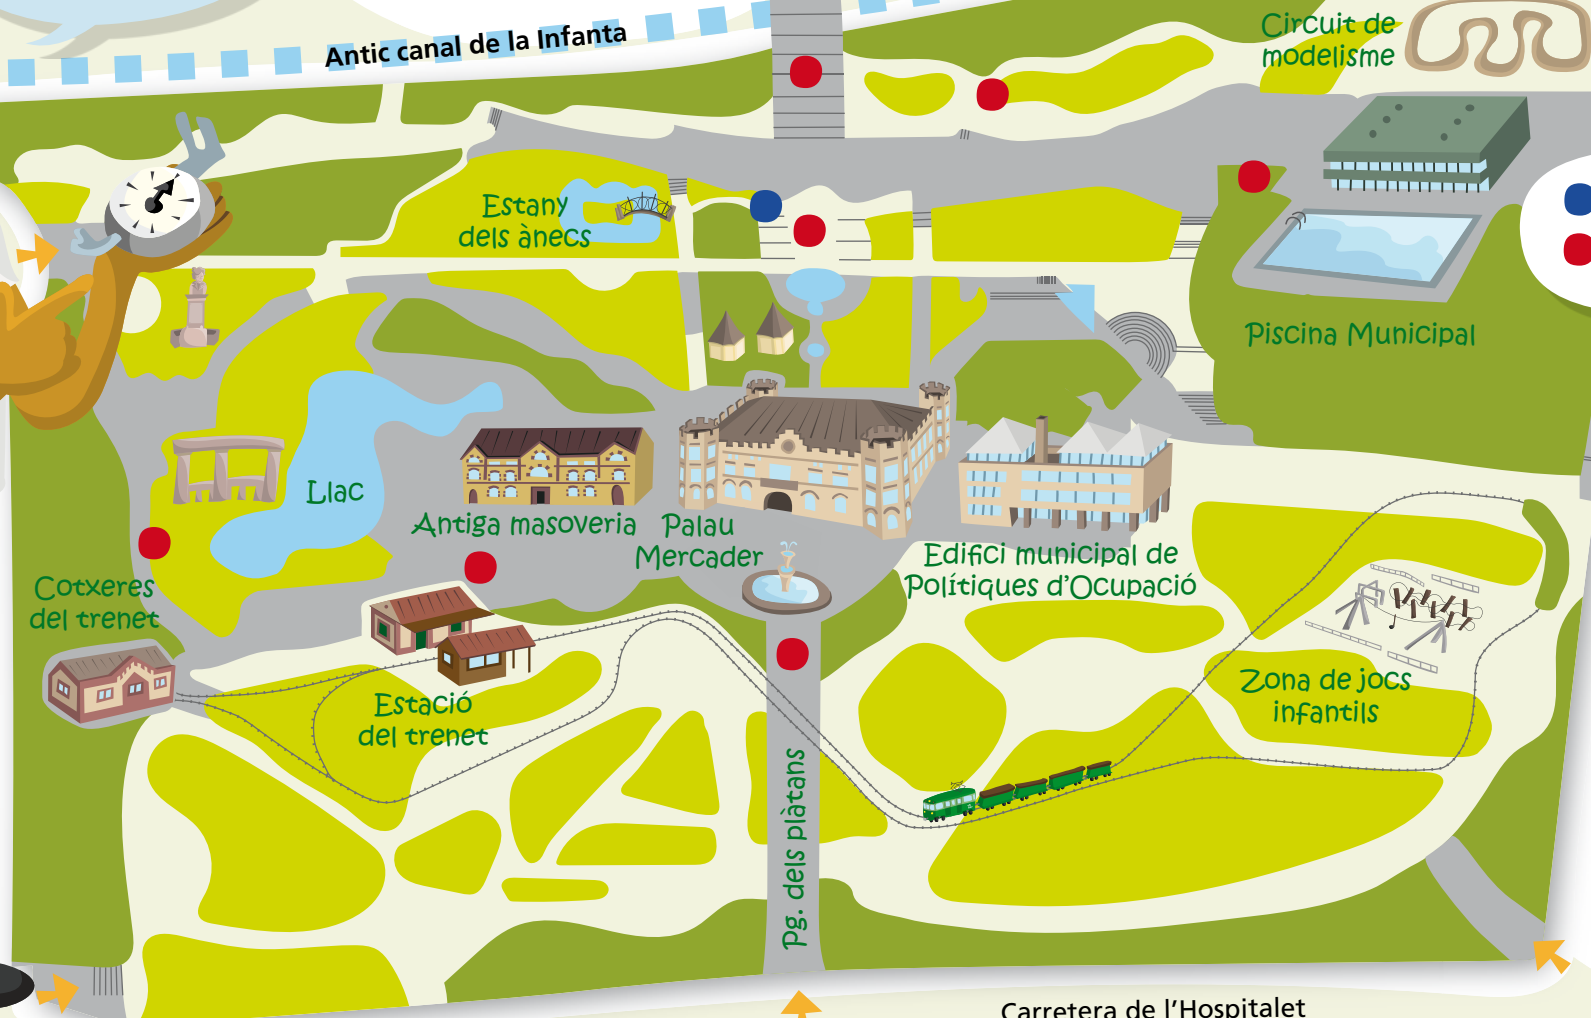 Antic canal de la Infanta
Circuit de
modelisme
Estany
dels ànecs
Piscina Municipal
Llac
Antiga masoveria
Palau
Mercader
Edifici municipal de
Polítiques d'Ocupació
Cotxeres
del trenet
Estació
del trenet
Zona de jocs
infantils
Pg. dels plàtans
Carretera de l'Hospitalet